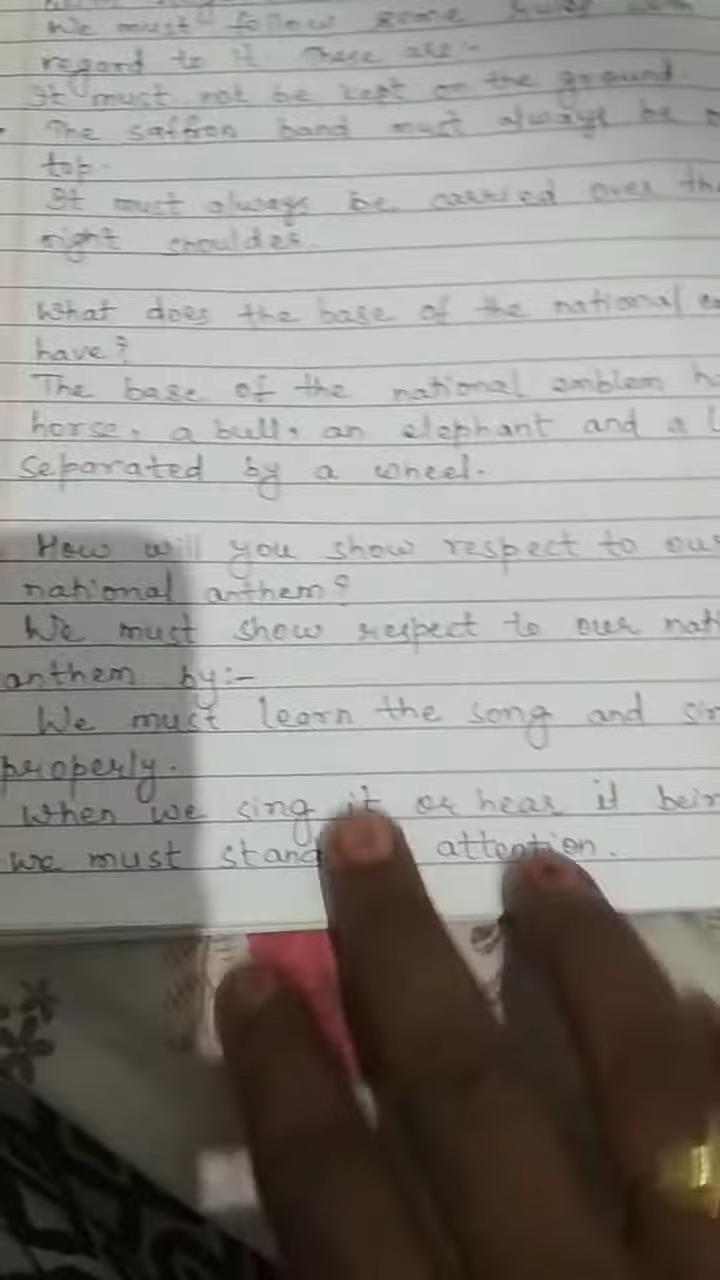 We must follow some
regard to it. These are:-
It must not be kept on the ground.
The saffron band must always be
top.
It must always be carried over the
right shoulder.
What does the base of the national
have?
The base of the national emblem
horse, a bull, an elephant and a
separated by a wheel.
How will you show respect to our
national anthem?
We must show respect to our
anthem by:-
We must learn the song and
properly.
When we sing it or hear it
we must stand attention.